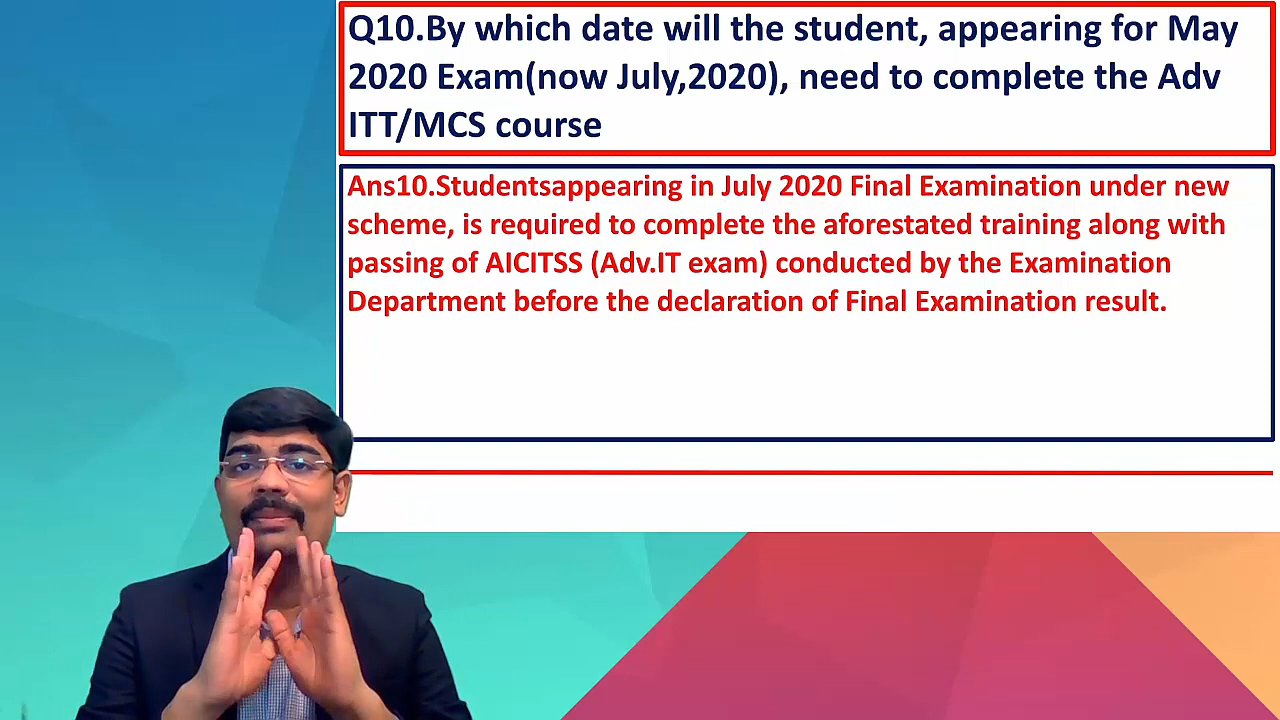 Q10.By which date will the student, appearing for May
2020 Exam(now July,2020), need to complete the Adv
ITT/MCS course
Ans10.Studentsappearing in July 2020 Final Examination under new
scheme, is required to complete the aforestated training along with
passing of AICITSS (Adv.IT exam) conducted by the Examination
Department before the declaration of Final Examination result.